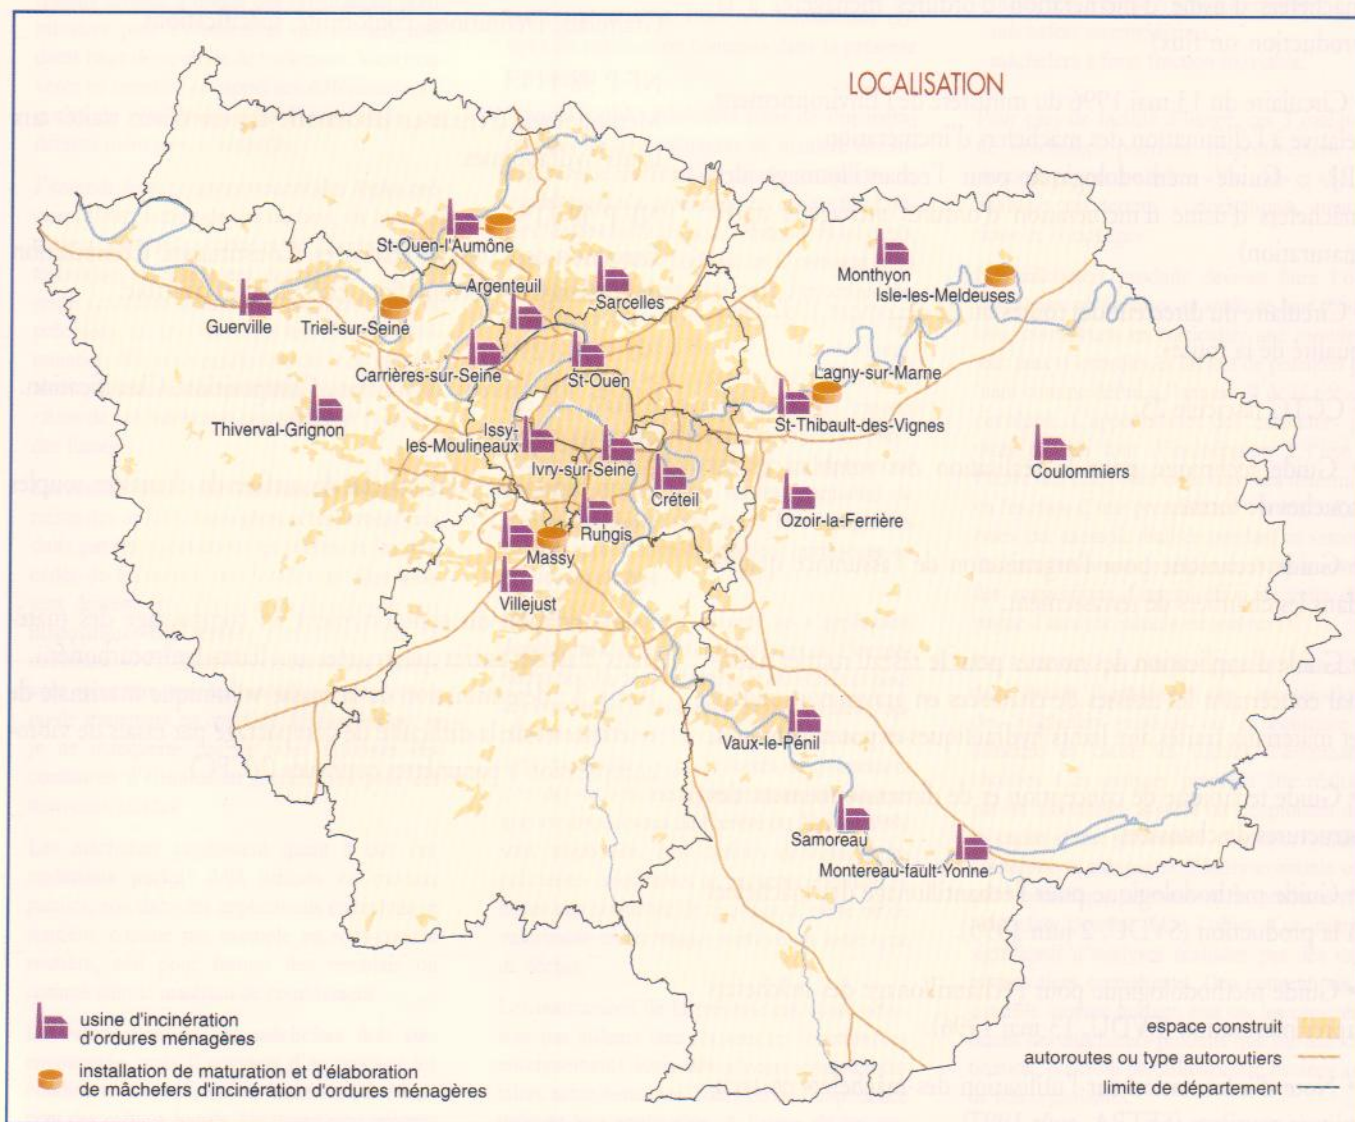 LOCALISATION
St-Ouen-l'Aumône
Monthyon
Isle-les-Meldeuses
Argenteuil
Sarcelles
Guerville
Triel-sur-Seine
Carrières-sur-Seine
St-Ouen
Lagny-sur-Marne
Thiverval-Grignon
Issy-
les-Moulineaux
St-Thibault-des-Vignes
Ivry-sur-Seine
Coulommiers
Créteil
Ozoir-la-Ferrière
Rungis
Massy
Villejust
Vaux-le-Pénil
Samoreau
Montereau-fault-Yonne
usine d'incinération
d'ordures ménagères
installation de maturation et d'élaboration
de mâchefers d'incinération d'ordures ménagères
espace construit
autoroutes ou type autoroutiers
limite de département